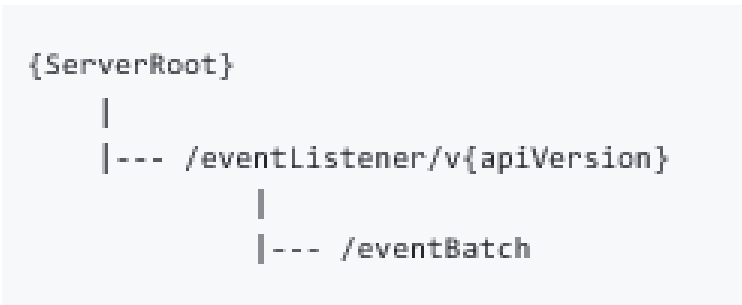 {ServerRoot}
|
|--- /eventListener/v{apiVersion}
|
|--- /eventBatch